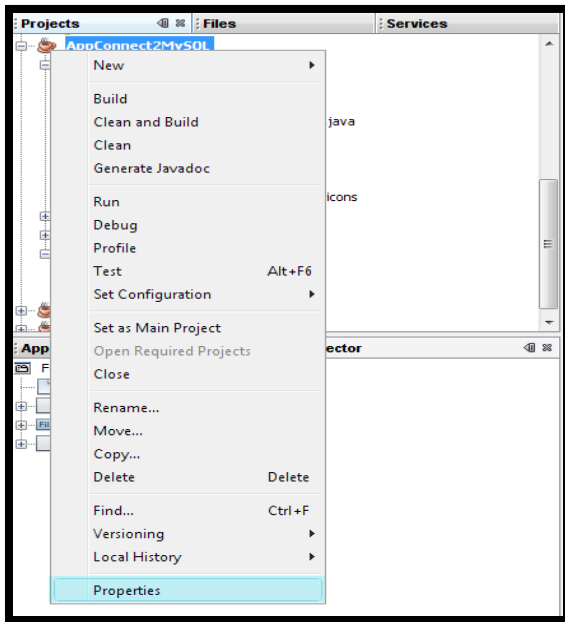 Projects Files Services
AppConnect2MySQL
New
Build
Clean and Build
java
Clean
Generate Javadoc
Run
icons
Debug
Profile
Test Alt+F6
Set Configuration
Set as Main Project
Open Required Projects
App ector
Close
F
Rename...
Move...
Fil
Copy...
Delete Delete
Find... Ctrl+F
Versioning
Local History
Properties